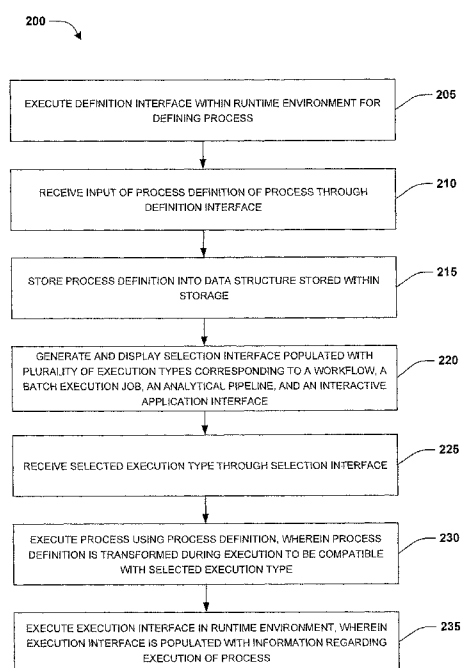 200
EXECUTE DEFINITION INTERFACE WITHIN RUNTIME ENVIRONMENT FOR
DEFINING PROCESS
205
RECEIVE INPUT OF PROCESS DEFINITION OF PROCESS THROUGH
DEFINITION INTERFACE
210
STORE PROCESS DEFINITION INTO DATA STRUCTURE STORED WITHIN
STORAGE
215
GENERATE AND DISPLAY SELECTION INTERFACE POPULATED WITH
PLURALITY OF EXECUTION TYPES CORRESPONDING TO A WORKFLOW, A
BATCH EXECUTION JOB, AN ANALYTICAL PIPELINE, AND AN INTERACTIVE
APPLICATION INTERFACE
220
RECEIVE SELECTED EXECUTION TYPE THROUGH SELECTION INTERFACE
225
EXECUTE PROCESS USING PROCESS DEFINITION, WHEREIN PROCESS
DEFINITION IS TRANSFORMED DURING EXECUTION TO BE COMPATIBLE
WITH SELECTED EXECUTION TYPE
230
EXECUTE EXECUTION INTERFACE IN RUNTIME ENVIRONMENT, WHEREIN
EXECUTION INTERFACE IS POPULATED WITH INFORMATION REGARDING
EXECUTION OF PROCESS
235